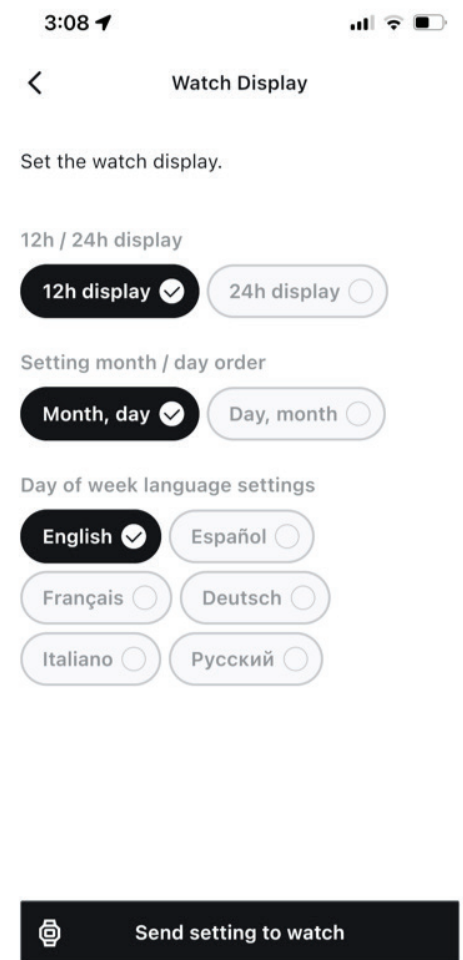 3:08
Watch Display
Set the watch display.
12h / 24h display
12h display 24h display
Setting month / day order
Month, day Day, month
Day of week language settings
English Español
Français Deutsch
Italiano Русский
Send setting to watch